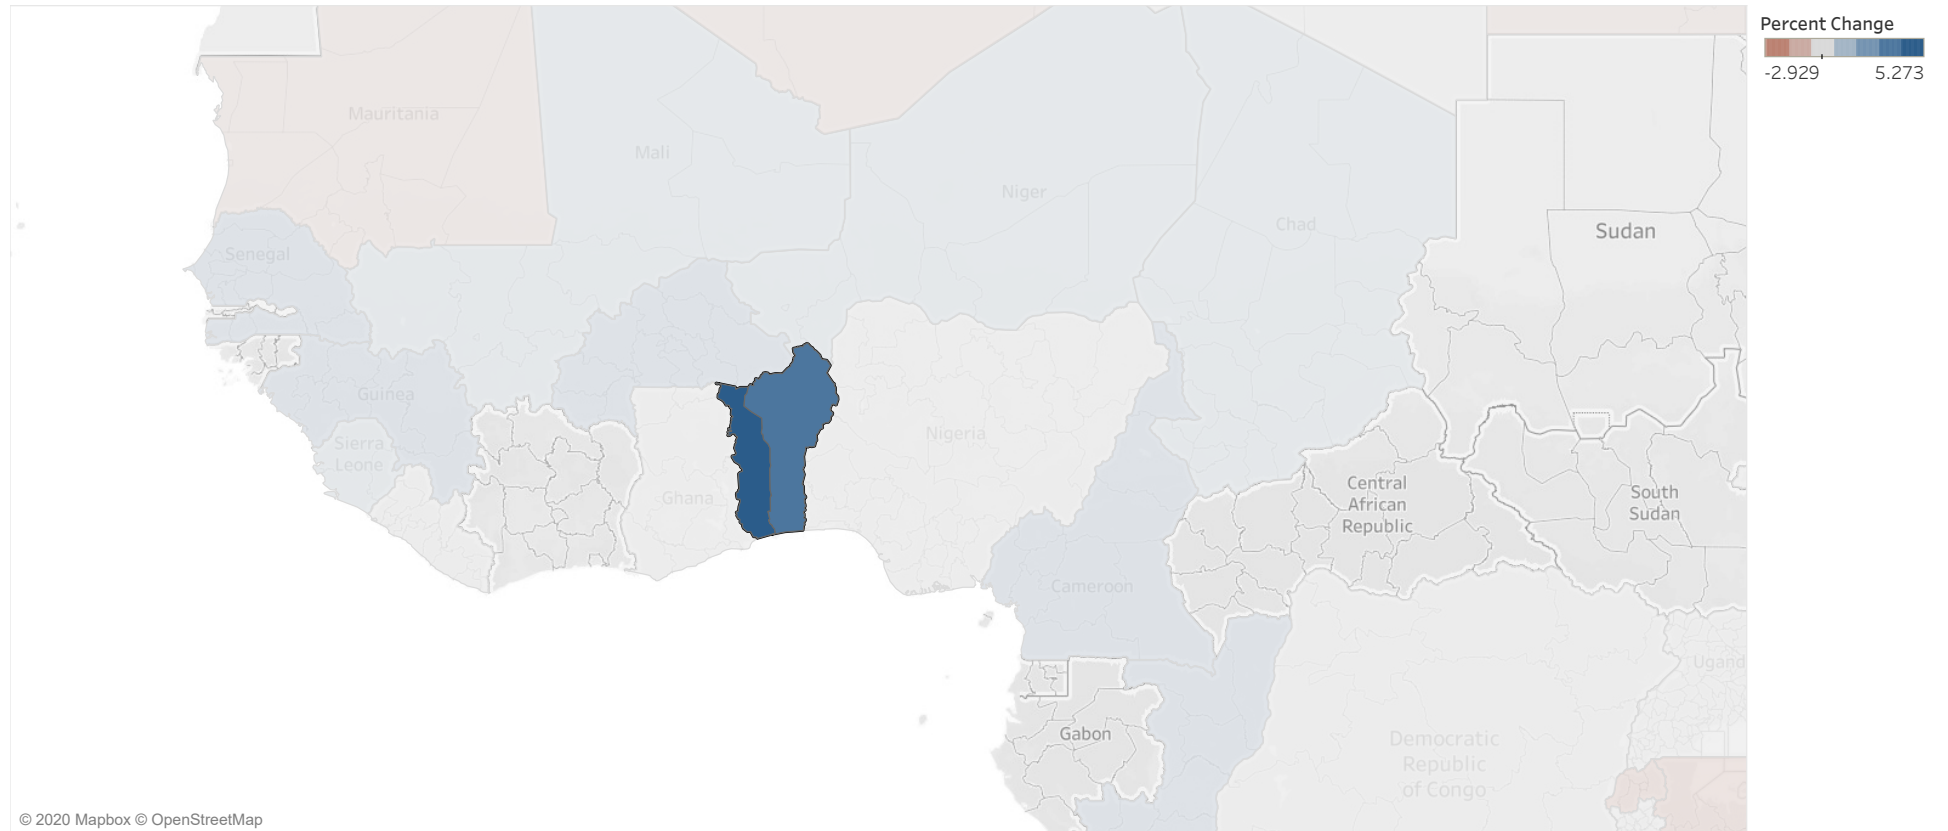 Percent Change
-2.929 5.273
Mauritania
Mali
Niger
Chad
Sudan
Senegal
Guinea
Sierra
Leone
Ghana
Nigeria
Central
African
Republic
South
Sudan
Cameroon
Ugand
Gabon
Democratic
Republic
of Congo
© 2020 Mapbox © OpenStreetMap